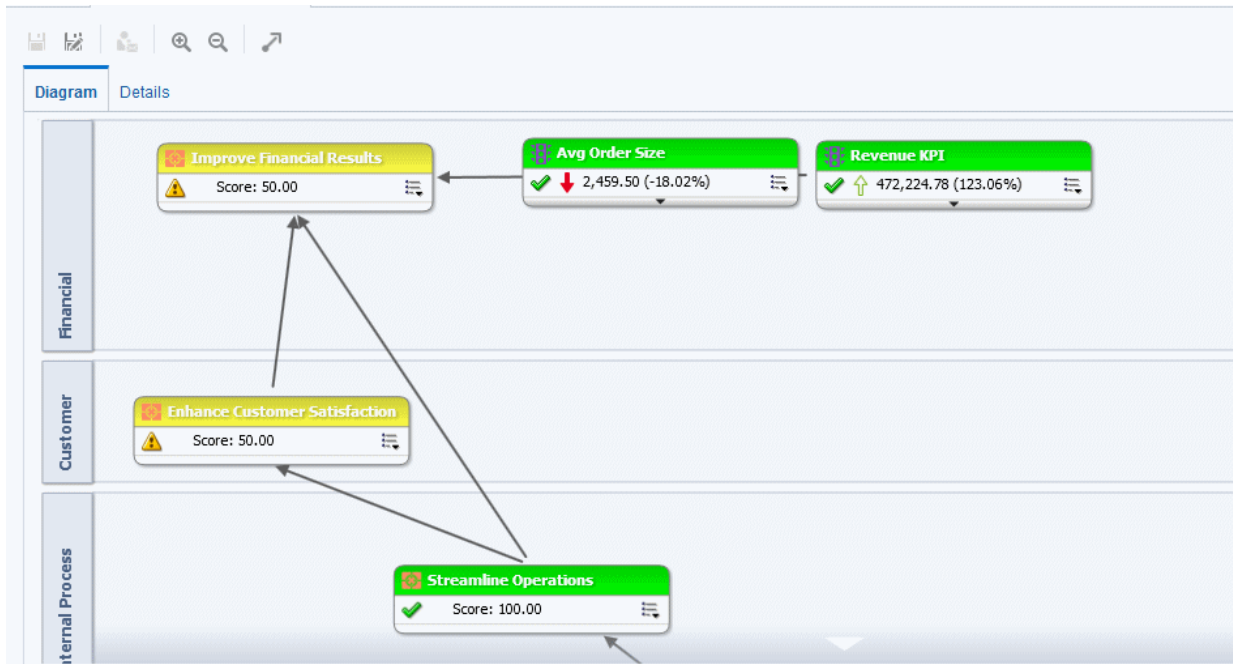 Diagram
Details
Financial
Improve Financial Results
Score: 50.00
Avg Order Size
2,459.50 (-18.02%)
Revenue KPI
472,224.78 (123.06%)
Customer
Enhance Customer Satisfaction
Score: 50.00
nternal Process
Streamline Operations
Score: 100.00